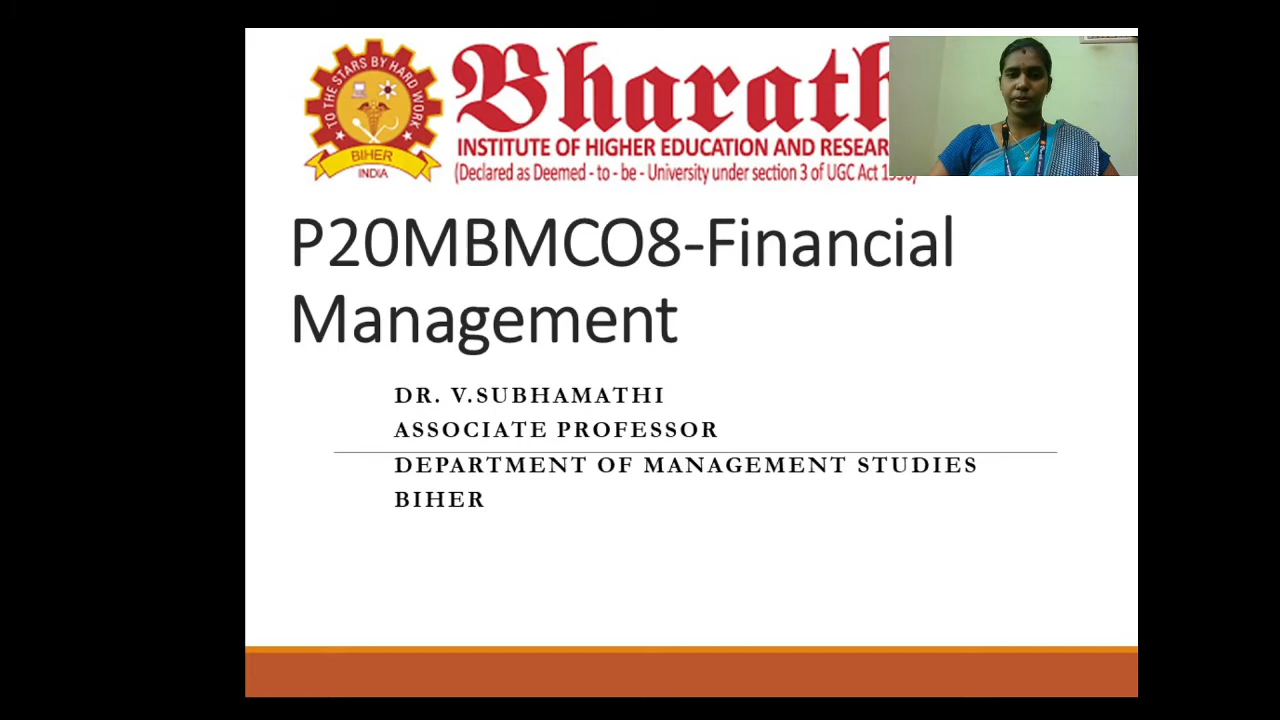 TO THE STARS BY HARD WORK
BIHER
INDIA
Bharath
INSTITUTE OF HIGHER EDUCATION AND RESEAR
(Declared as Deemed - to - be - University under section 3 of UGC Act 1956)
P20MBMCO8-Financial
Management
DR. V.SUBHAMATHI
ASSOCIATE PROFESSOR
DEPARTMENT OF MANAGEMENT STUDIES
BIHER